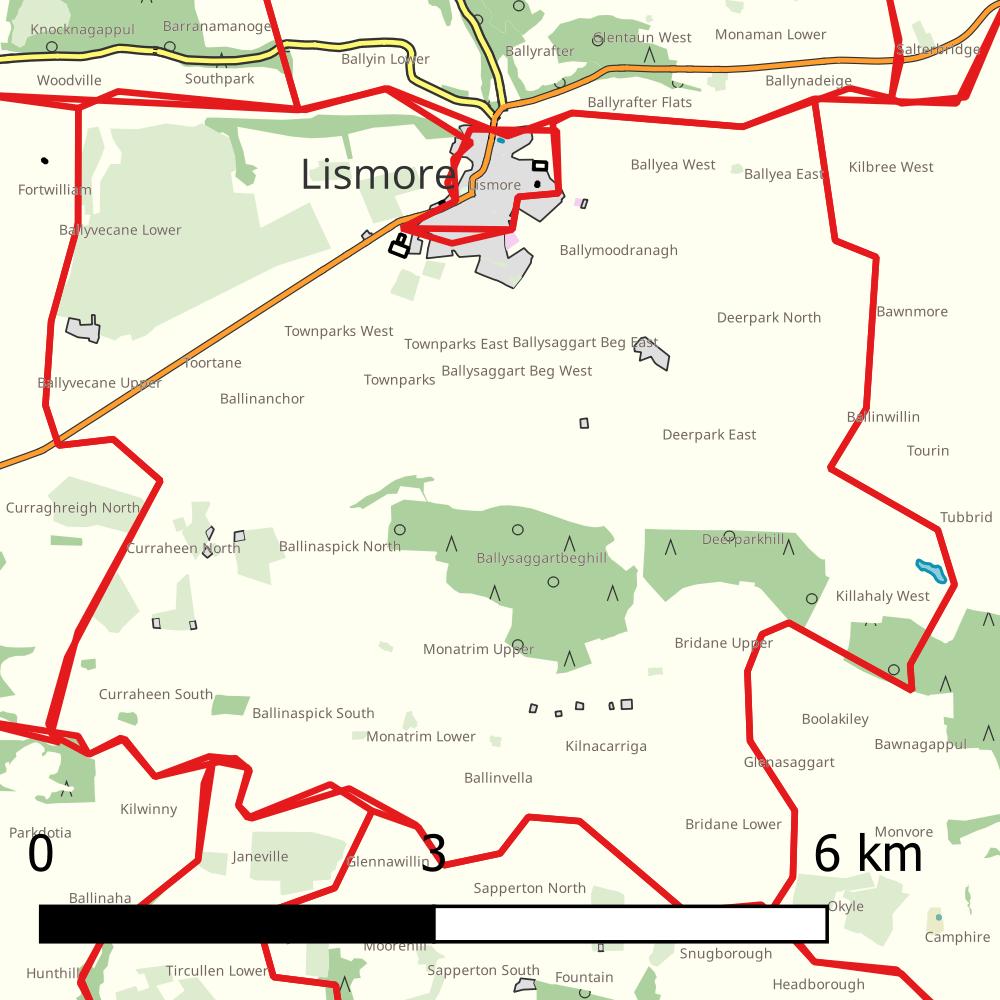 Knocknagappul
Barranamanoge
Glentaun West
Monaman Lower
Ballyrafter
Salterbridge
Ballyin Lower
Woodville
Southpark
Ballynadeige
Ballyrafter Flats
Ballyea West
Kilbree West
Ballyea East
Lismore
Lismore
Fortwilliam
Ballyvecane Lower
Ballymoodranagh
Bawnmore
Deerpark North
Townparks West
Townparks East
Ballysaggart Beg East
Toortane
Ballysaggart Beg West
Townparks
Ballyvecane Upper
Ballinanchor
Ballinwillin
Deerpark East
Tourin
Curraghreigh North
Tubbrid
Deerparkhill
Curraheen North
Ballinaspick North
Ballysaggartbeghill
Killahaly West
Bridane Upper
Monatrim Upper
Curraheen South
Ballinaspick South
Boolakiley
Monatrim Lower
Kilnacarriga
Bawnagappul
Glenasaggart
Ballinvella
Kilwinny
Bridane Lower
Parkdotia
Monvore
0
3
6 km
Janeville
Glennawillin
Sapperton North
Ballinaha
Okyle
Camphire
Moorehill
Snugborough
Hunthill
Tircullen Lower
Sapperton South
Fountain
Headborough